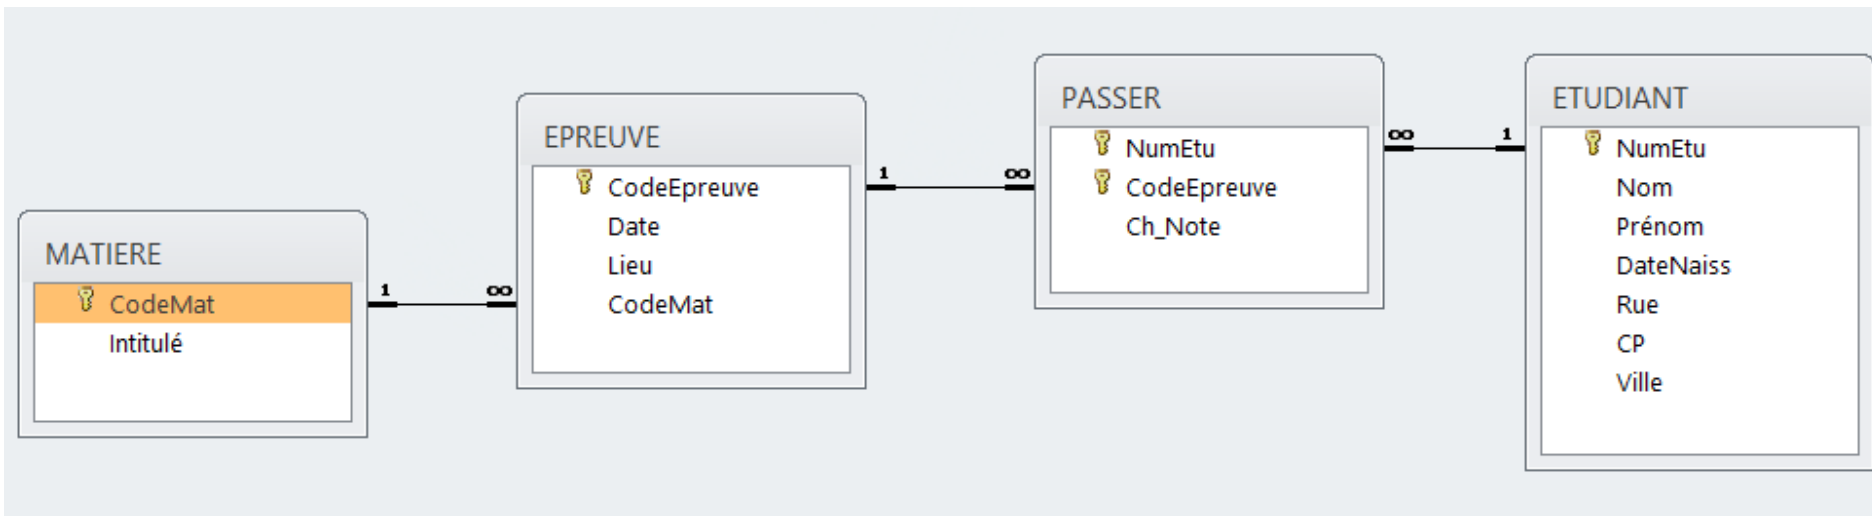 MATIERE
CodeMat
Intitulé
1
∞
EPREUVE
CodeEpreuve
Date
Lieu
CodeMat
1
∞
PASSER
NumEtu
CodeEpreuve
Ch_Note
∞
1
ETUDIANT
NumEtu
Nom
Prénom
DateNaiss
Rue
CP
Ville